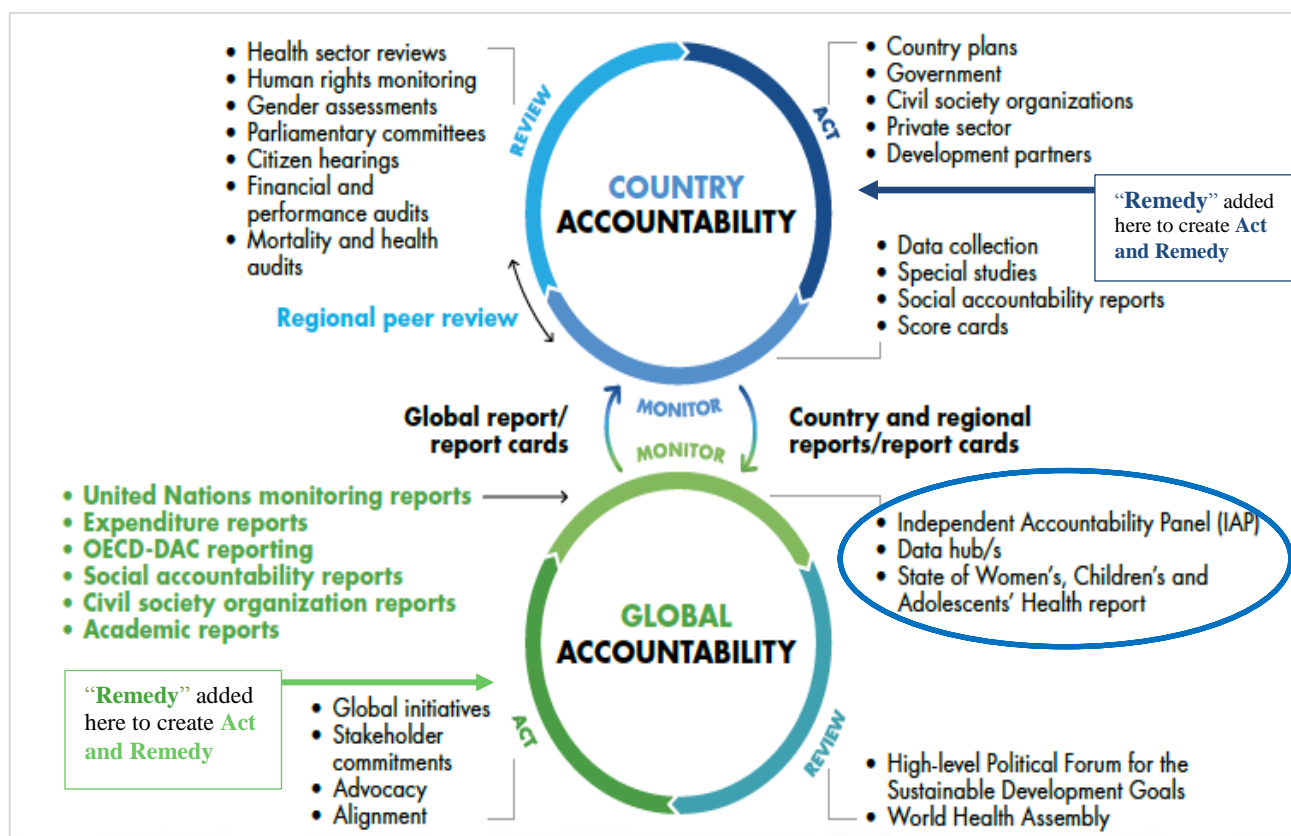 • Health sector reviews
• Human rights monitoring
• Gender assessments
• Parliamentary committees
• Citizen hearings
• Financial and
performance audits
• Mortality and health
audits
REVIEW
ACT
• Country plans
• Government
• Civil society organizations
• Private sector
• Development partners
COUNTRY
ACCOUNTABILITY
“Remedy” added
here to create Act
and Remedy
• Data collection
• Special studies
• Social accountability reports
• Score cards
Regional peer review
MONITOR
Global report/
report cards
Country and regional
reports/report cards
MONITOR
• United Nations monitoring reports
• Expenditure reports
• OECD-DAC reporting
• Social accountability reports
• Civil society organization reports
• Academic reports
• Independent Accountability Panel (IAP)
• Data hub/s
• State of Women’s, Children’s and
Adolescents’ Health report
GLOBAL
ACCOUNTABILITY
“Remedy” added
here to create Act
and Remedy
• Global initiatives
• Stakeholder
commitments
• Advocacy
• Alignment
ACT
REVIEW
• High-level Political Forum for the
Sustainable Development Goals
• World Health Assembly